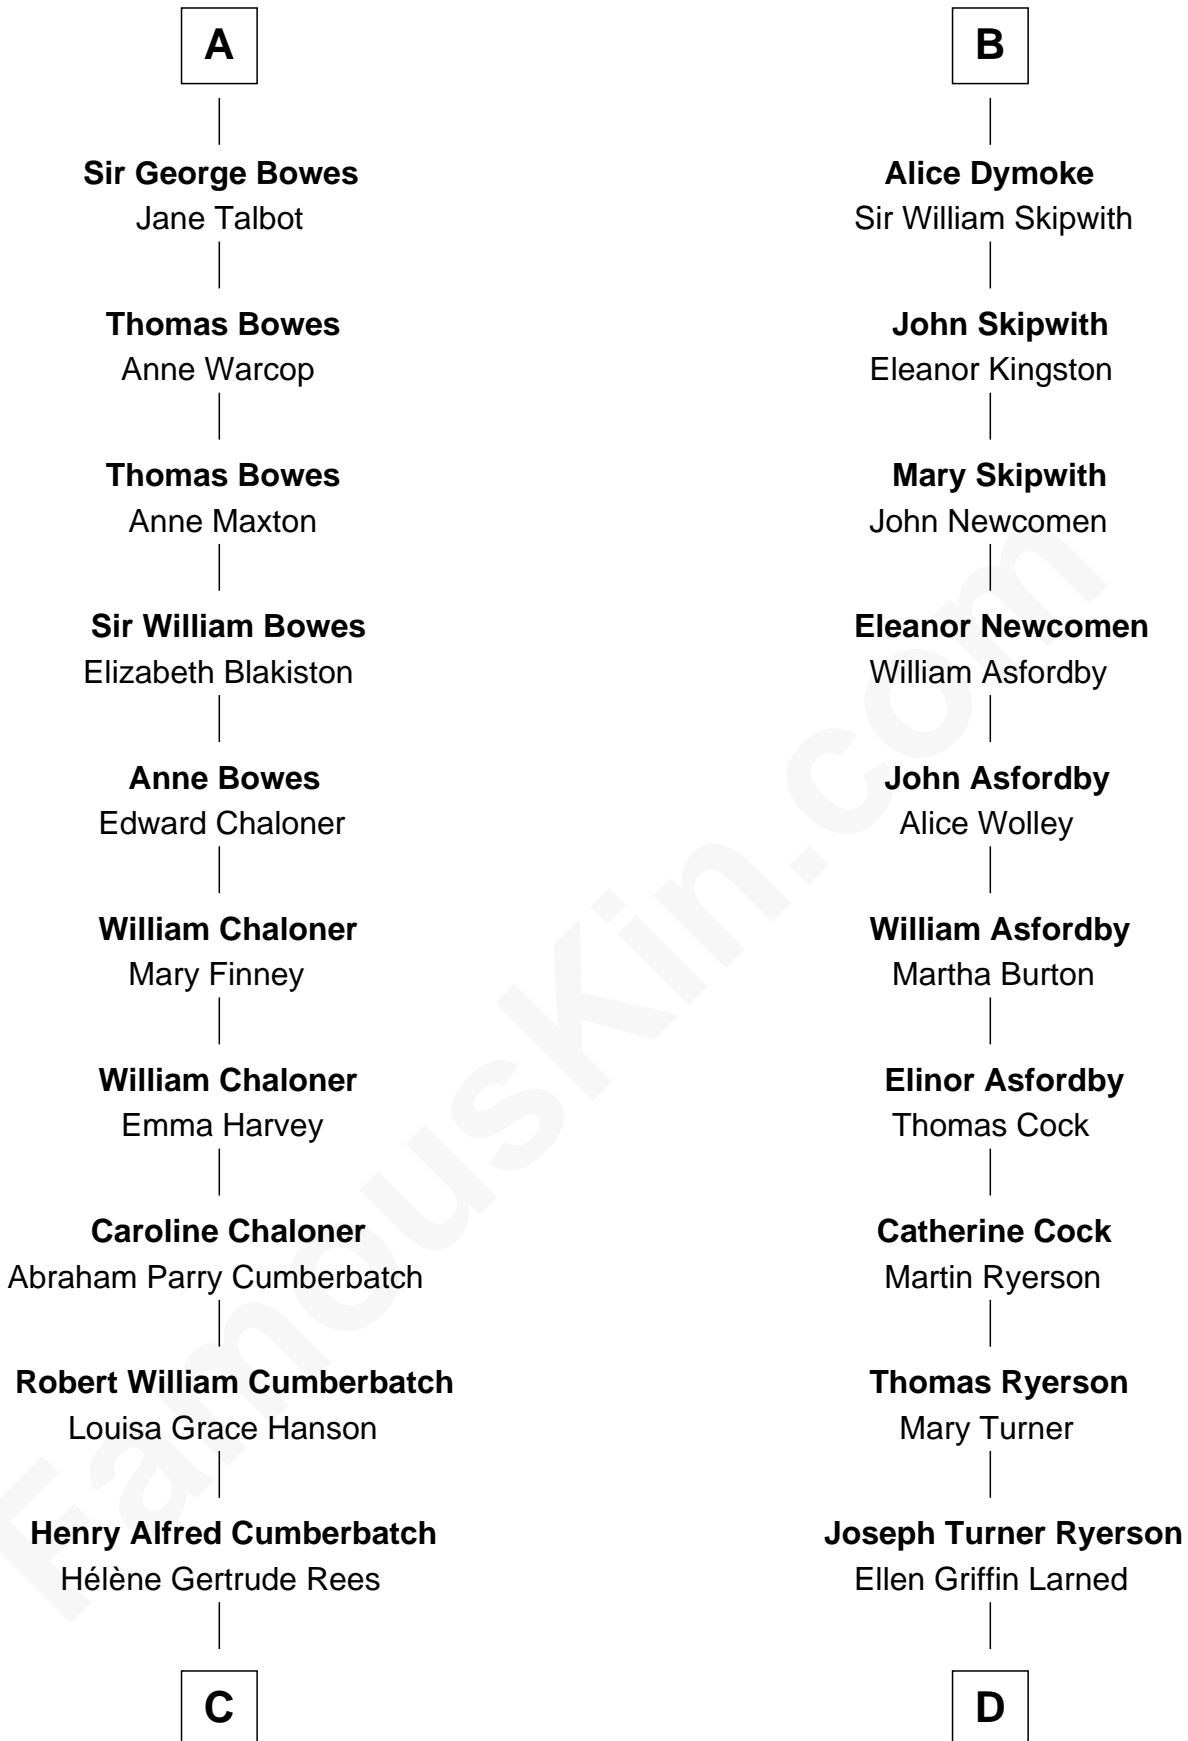 A
Sir George Bowes
Jane Talbot
Thomas Bowes
Anne Warcop
Thomas Bowes
Anne Maxton
Sir William Bowes
Elizabeth Blakiston
Anne Bowes
Edward Chaloner
William Chaloner
Mary Finney
William Chaloner
Emma Harvey
Caroline Chaloner
Abraham Parry Cumberbatch
Robert William Cumberbatch
Louisa Grace Hanson
Henry Alfred Cumberbatch
Hélène Gertrude Rees
C
B
Alice Dymoke
Sir William Skipwith
John Skipwith
Eleanor Kingston
Mary Skipwith
John Newcomen
Eleanor Newcomen
William Asfordby
John Asfordby
Alice Wolley
William Asfordby
Martha Burton
Elinor Asfordby
Thomas Cock
Catherine Cock
Martin Ryerson
Thomas Ryerson
Mary Turner
Joseph Turner Ryerson
Ellen Griffin Larned
D
FamousKin.com